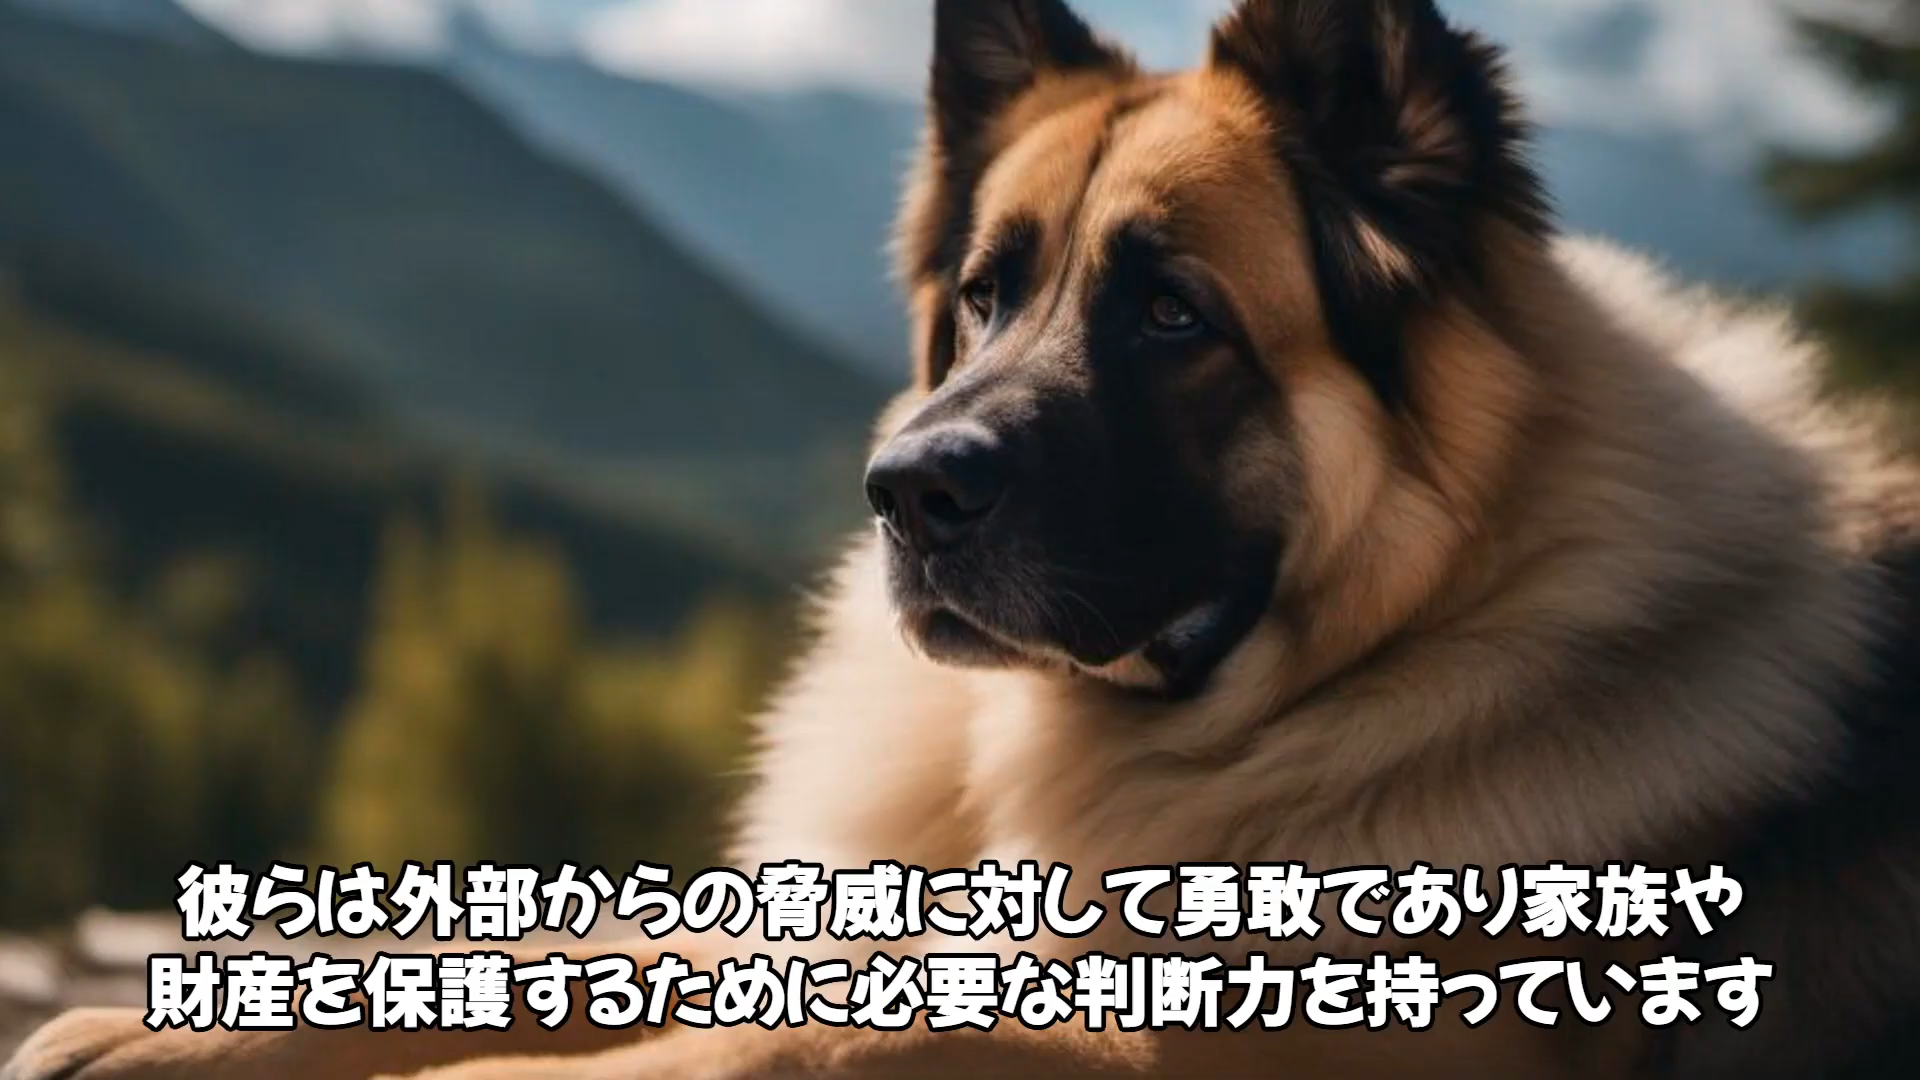 彼らは外部からの脅威に対して勇敢であり家族や
財産を保護するために必要な判断力を持っています